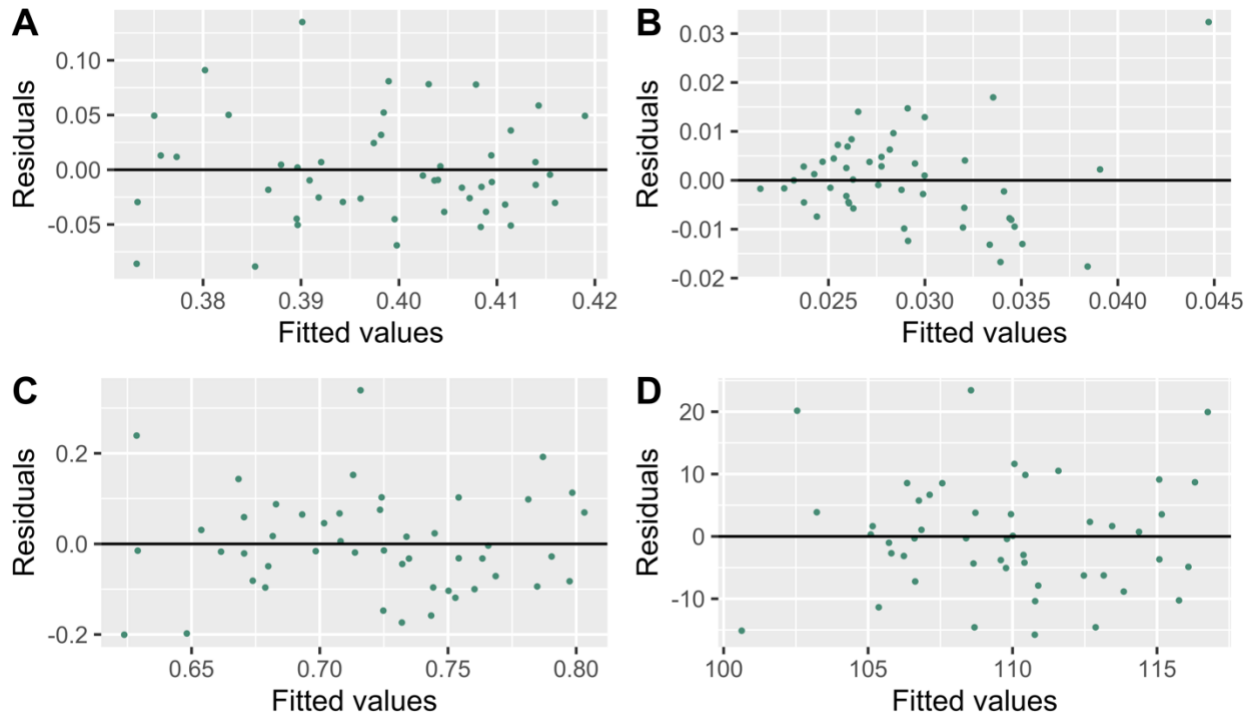 A
Residuals
0.10
0.05
0.00
-0.05
0.38 0.39 0.40 0.41 0.42
Fitted values
B
Residuals
0.03
0.02
0.01
0.00
-0.01
-0.02
0.025 0.030 0.035 0.040 0.045
Fitted values
C
Residuals
0.2
0.0
-0.2
0.65 0.70 0.75 0.80
Fitted values
D
Residuals
20
10
0
-10
100 105 110 115
Fitted values